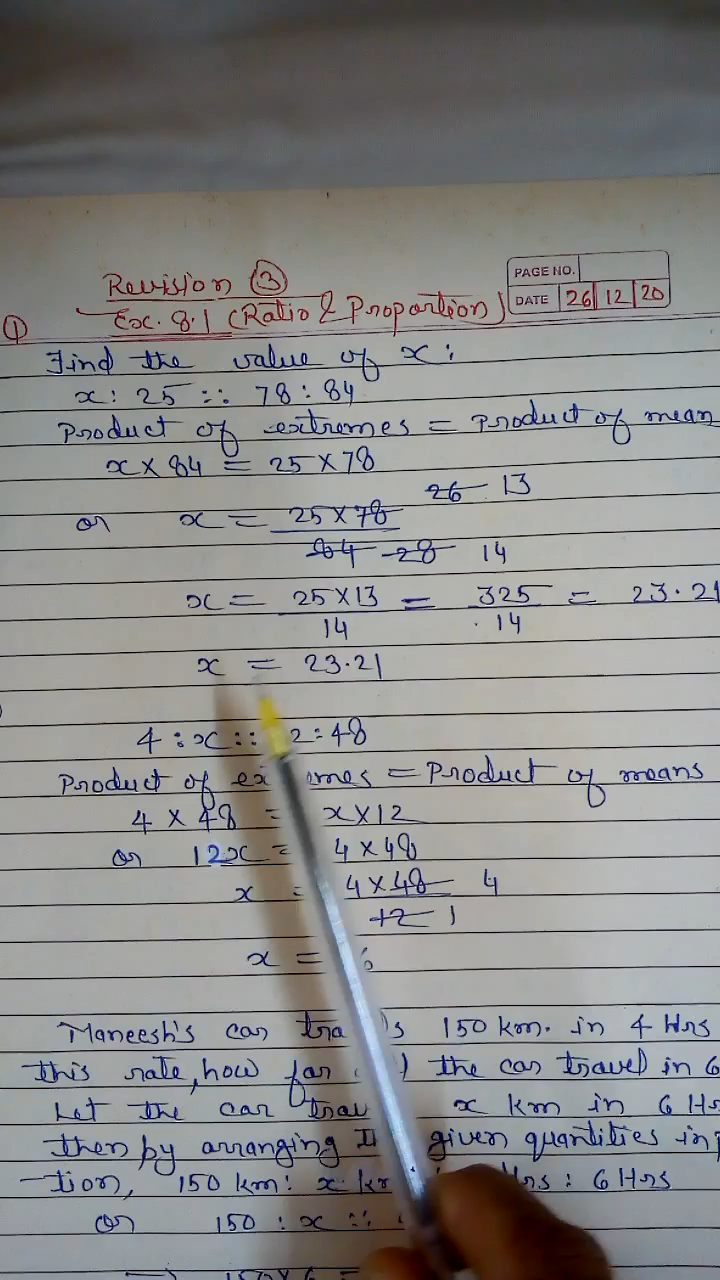 Revision ③
PAGE NO.
DATE 26 12 20
① Exc. 8.1 (Ratio & Proportion)
Find the value of x:
x : 25 :: 78 : 84
Product of extremes = Product of mean
x × 84 = 25 × 78
26 13
or x = 25 × 78
84 28 14
x = 25 × 13 = 325 = 23.21
14 14
x = 23.21
4 : x :: 2 : 48
Product of ex mes = Product of means
4 × 48 = x × 12
or 12x = 4 × 48
x = 4 × 48 4
12 1
x = 6
Maneesh's car tra s 150 km. in 4 Hrs
this rate, how far the car travel in 6
Let the car trav x km in 6 H
then by arranging given quantities in
-tion, 150 km : x Hrs : 6 Hrs
or 150 : x ::
150 × 6 =